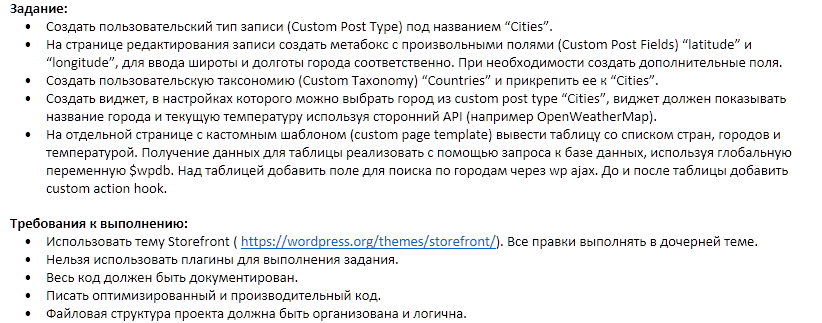 Задание:
• Создать пользовательский тип записи (Custom Post Type) под названием “Cities”.
• На странице редактирования записи создать метабокс с произвольными полями (Custom Post Fields) “latitude” и
“longitude”, для ввода широты и долготы города соответственно. При необходимости создать дополнительные поля.
• Создать пользовательскую таксономию (Custom Taxonomy) “Countries” и прикрепить ее к “Cities”.
• Создать виджет, в настройках которого можно выбрать город из custom post type “Cities”, виджет должен показывать
название города и текущую температуру используя сторонний API (например OpenWeatherMap).
• На отдельной странице с кастомным шаблоном (custom page template) вывести таблицу со списком стран, городов и
температурой. Получение данных для таблицы реализовать с помощью запроса к базе данных, используя глобальную
переменную $wpdb. Над таблицей добавить поле для поиска по городам через wp ajax. До и после таблицы добавить
custom action hook.
Требования к выполнению:
• Использовать тему Storefront ( https://wordpress.org/themes/storefront/). Все правки выполнять в дочерней теме.
• Нельзя использовать плагины для выполнения задания.
• Весь код должен быть документирован.
• Писать оптимизированный и производительный код.
• Файловая структура проекта должна быть организована и логична.